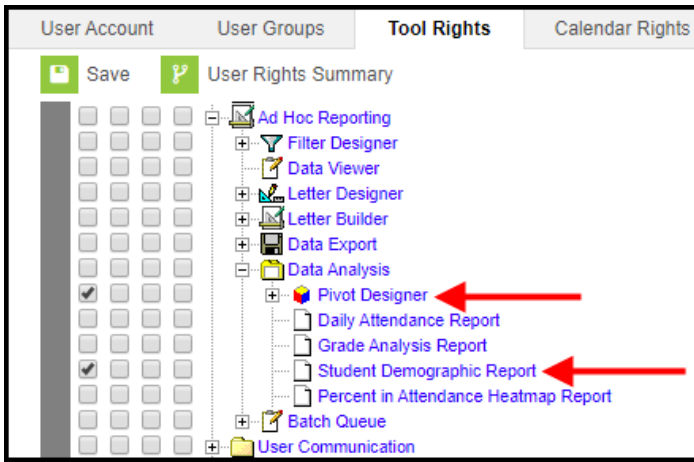 User Account User Groups Tool Rights Calendar Rights
Save User Rights Summary
Ad Hoc Reporting
Filter Designer
Data Viewer
Letter Designer
Letter Builder
Data Export
Data Analysis
Pivot Designer
Daily Attendance Report
Grade Analysis Report
Student Demographic Report
Percent in Attendance Heatmap Report
Batch Queue
User Communication